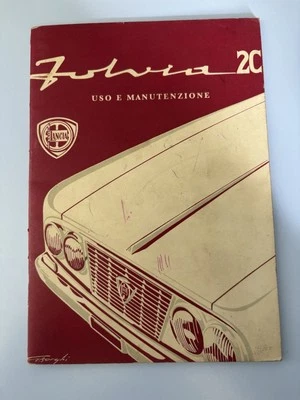 Fulvia 2C
USO E MANUTENZIONE
LANCIA